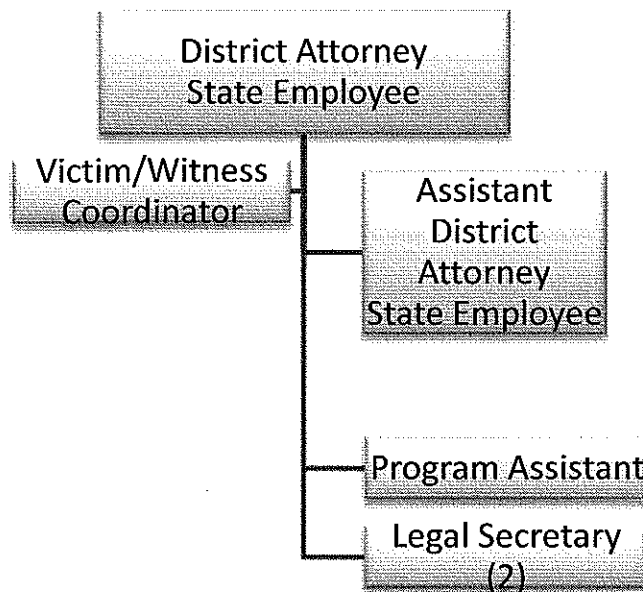 District Attorney
State Employee
Victim/Witness
Coordinator
Assistant
District
Attorney
State Employee
Program Assistant
Legal Secretary
(2)